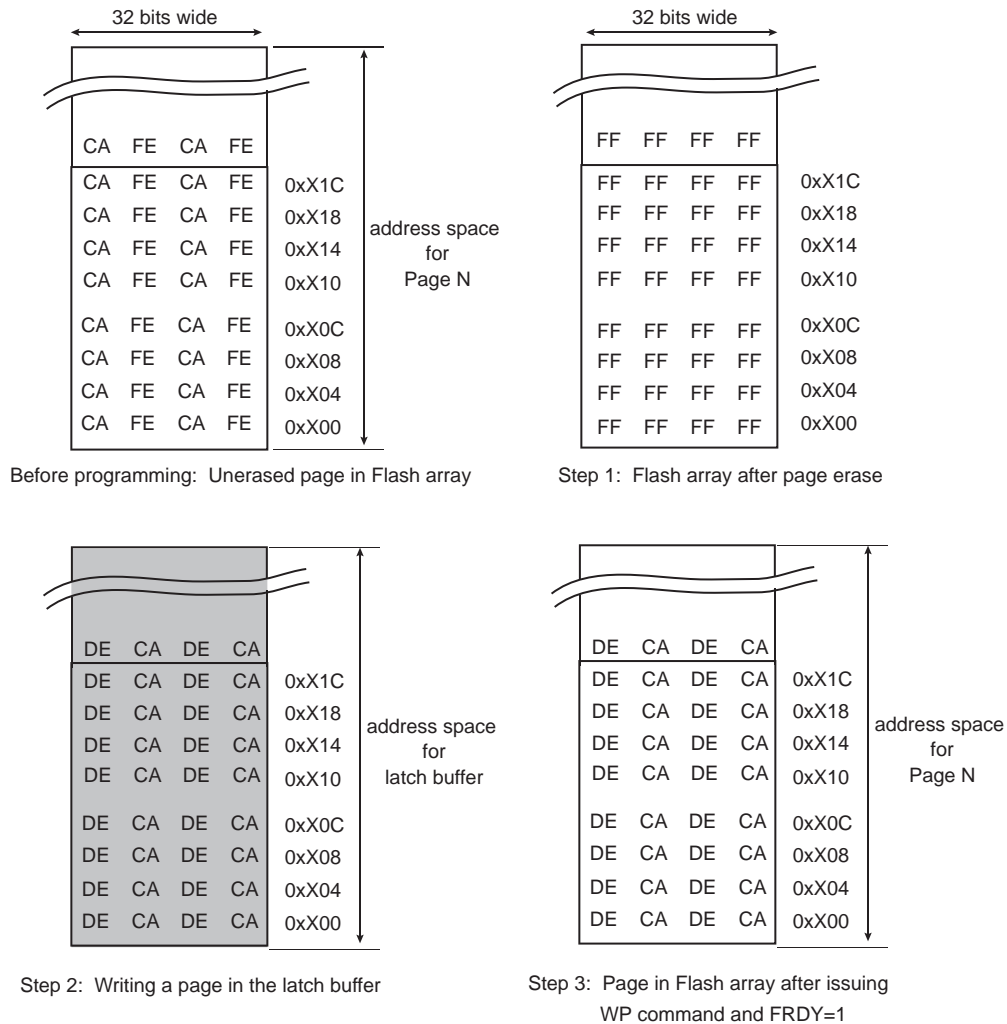 32 bits wide
CA FE CA FE
CA FE CA FE 0xX1C
CA FE CA FE 0xX18
CA FE CA FE 0xX14
CA FE CA FE 0xX10
CA FE CA FE 0xX0C
CA FE CA FE 0xX08
CA FE CA FE 0xX04
CA FE CA FE 0xX00
address space
for
Page N
Before programming: Unerased page in Flash array
32 bits wide
FF FF FF FF
FF FF FF FF 0xX1C
FF FF FF FF 0xX18
FF FF FF FF 0xX14
FF FF FF FF 0xX10
FF FF FF FF 0xX0C
FF FF FF FF 0xX08
FF FF FF FF 0xX04
FF FF FF FF 0xX00
Step 1: Flash array after page erase
DE CA DE CA
DE CA DE CA 0xX1C
DE CA DE CA 0xX18
DE CA DE CA 0xX14
DE CA DE CA 0xX10
DE CA DE CA 0xX0C
DE CA DE CA 0xX08
DE CA DE CA 0xX04
DE CA DE CA 0xX00
address space
for
latch buffer
Step 2: Writing a page in the latch buffer
DE CA DE CA
DE CA DE CA 0xX1C
DE CA DE CA 0xX18
DE CA DE CA 0xX14
DE CA DE CA 0xX10
DE CA DE CA 0xX0C
DE CA DE CA 0xX08
DE CA DE CA 0xX04
DE CA DE CA 0xX00
address space
for
Page N
Step 3: Page in Flash array after issuing
WP command and FRDY=1